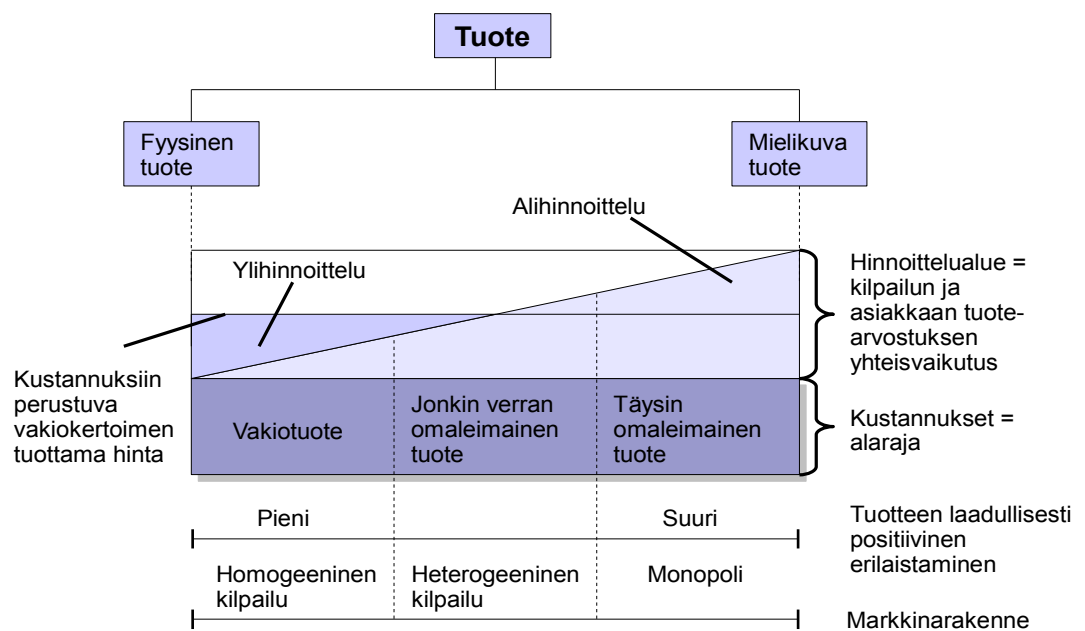 Tuote
Fyysinen
tuote
Mielikuva
tuote
Alihinnoittelu
Ylihinnoittelu
Hinnoittelualue =
kilpailun ja
asiakkaan tuote-
arvostuksen
yhteisvaikutus
Kustannuksiin
perustuva
vakiokertoimen
tuottama hinta
Vakiotuote
Jonkin verran
omaleimainen
tuote
Täysin
omaleimainen
tuote
Kustannukset =
alaraja
Pieni
Suuri
Tuotteen laadullisesti
positiivinen
erilaistaminen
Homogeeninen
kilpailu
Heterogeeninen
kilpailu
Monopoli
Markkinarakenne